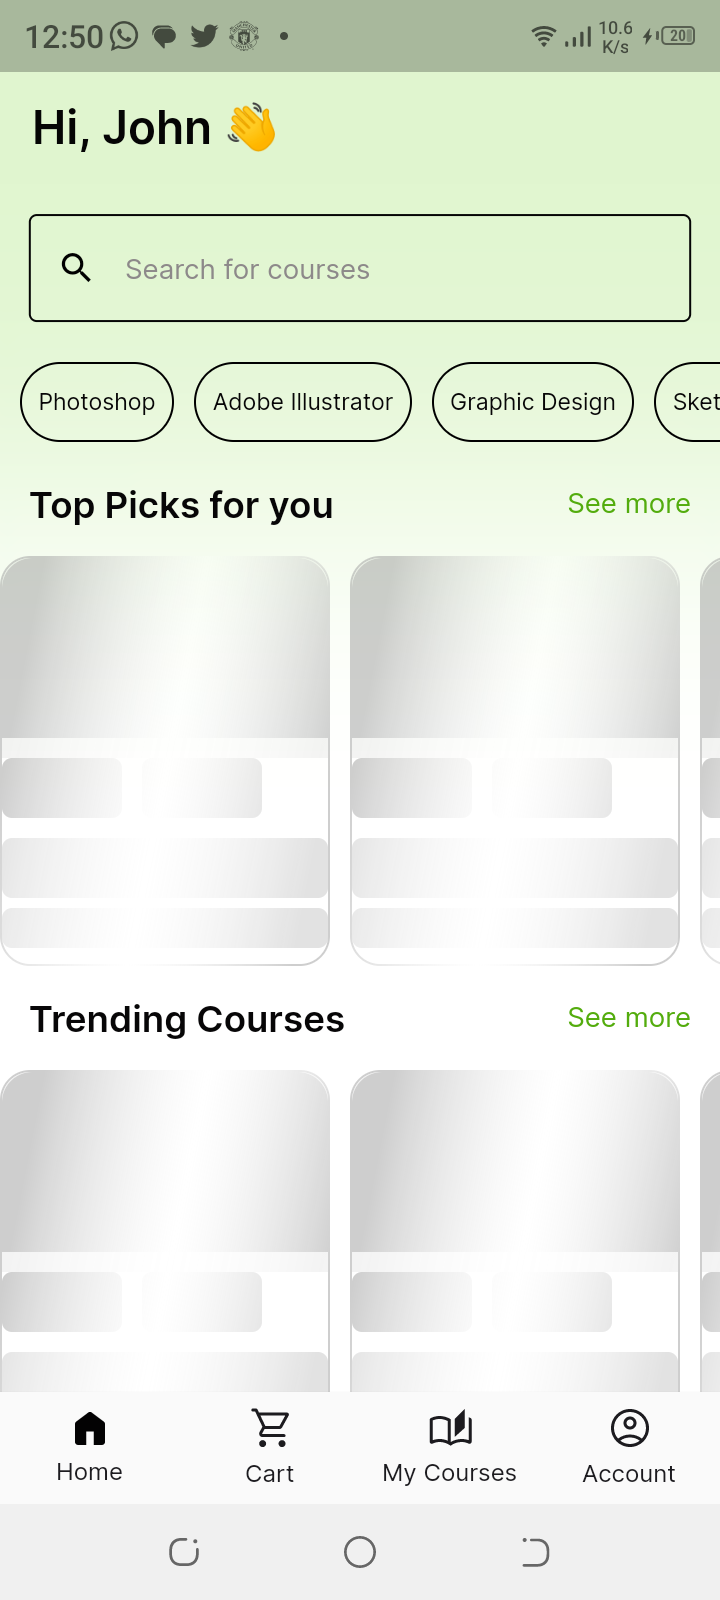 12:50
10.6
K/s
20
Hi, John 👋
Search for courses
Photoshop
Adobe Illustrator
Graphic Design
Sket
Top Picks for you
See more
Trending Courses
See more
Home
Cart
My Courses
Account